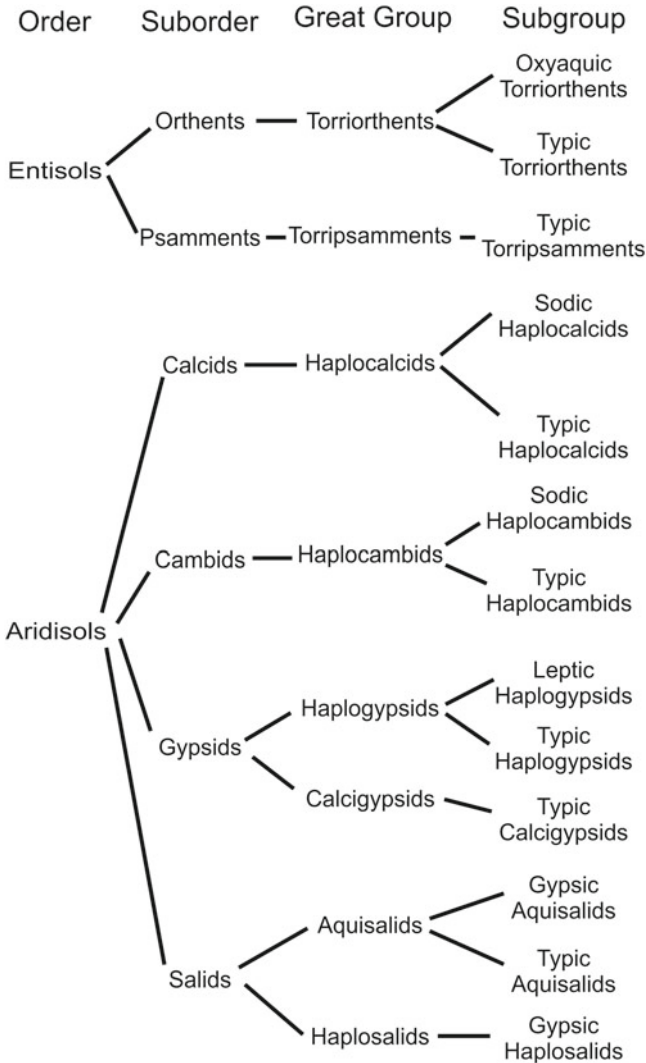 Order Suborder Great Group Subgroup
Oxyaquic
Torriorthents
Orthents Torriorthents
Typic
Torriorthents
Entisols
Psamments Torripsamments Typic
Torripsamments
Sodic
Haplocalcids
Calcids Haplocalcids
Typic
Haplocalcids
Sodic
Haplocambids
Cambids Haplocambids
Typic
Haplocambids
Aridisols
Leptic
Haplogypsids
Haplogypsids
Typic
Haplogypsids
Gypsids
Calcigypsids Typic
Calcigypsids
Gypsic
Aquisalids
Aquisalids
Typic
Aquisalids
Salids
Haplosalids Gypsic
Haplosalids